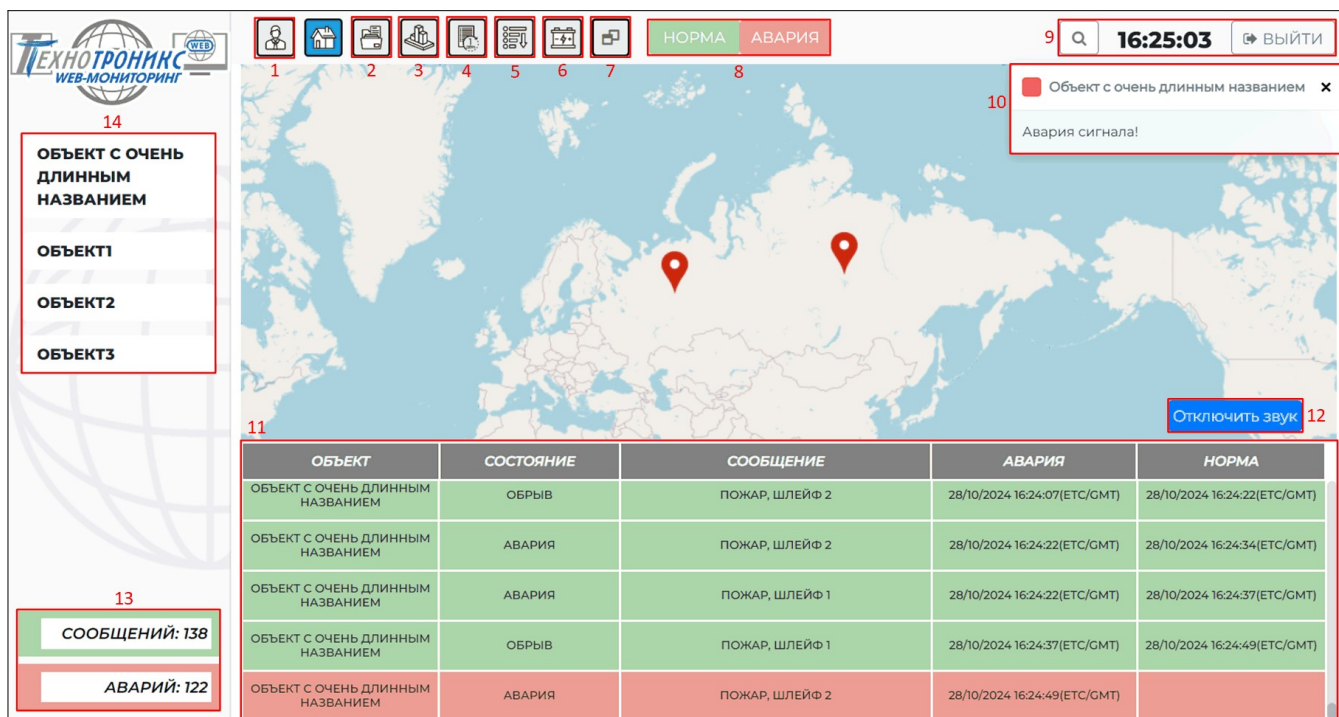 ТЕХНОТРОНИКС
WEB
WEB-МОНИТОРИНГ
14
ОБЪЕКТ С ОЧЕНЬ
ДЛИННЫМ
НАЗВАНИЕМ
ОБЪЕКТ1
ОБЪЕКТ2
ОБЪЕКТ3
13
СООБЩЕНИЙ: 138
АВАРИЙ: 122
1 2 3 4 5 6 7
НОРМА АВАРИЯ
8
9 16:25:03 ВЫЙТИ
10
Объект с очень длинным названием ×
Авария сигнала!
Отключить звук 12
11
ОБЪЕКТ СОСТОЯНИЕ СООБЩЕНИЕ АВАРИЯ НОРМА
ОБЪЕКТ С ОЧЕНЬ ДЛИННЫМ
НАЗВАНИЕМ ОБРЫВ ПОЖАР, ШЛЕЙФ 2 28/10/2024 16:24:07(ETC/GMT) 28/10/2024 16:24:22(ETC/GMT)
ОБЪЕКТ С ОЧЕНЬ ДЛИННЫМ
НАЗВАНИЕМ АВАРИЯ ПОЖАР, ШЛЕЙФ 2 28/10/2024 16:24:22(ETC/GMT) 28/10/2024 16:24:34(ETC/GMT)
ОБЪЕКТ С ОЧЕНЬ ДЛИННЫМ
НАЗВАНИЕМ АВАРИЯ ПОЖАР, ШЛЕЙФ 1 28/10/2024 16:24:22(ETC/GMT) 28/10/2024 16:24:37(ETC/GMT)
ОБЪЕКТ С ОЧЕНЬ ДЛИННЫМ
НАЗВАНИЕМ ОБРЫВ ПОЖАР, ШЛЕЙФ 1 28/10/2024 16:24:37(ETC/GMT) 28/10/2024 16:24:49(ETC/GMT)
ОБЪЕКТ С ОЧЕНЬ ДЛИННЫМ
НАЗВАНИЕМ АВАРИЯ ПОЖАР, ШЛЕЙФ 2 28/10/2024 16:24:49(ETC/GMT)